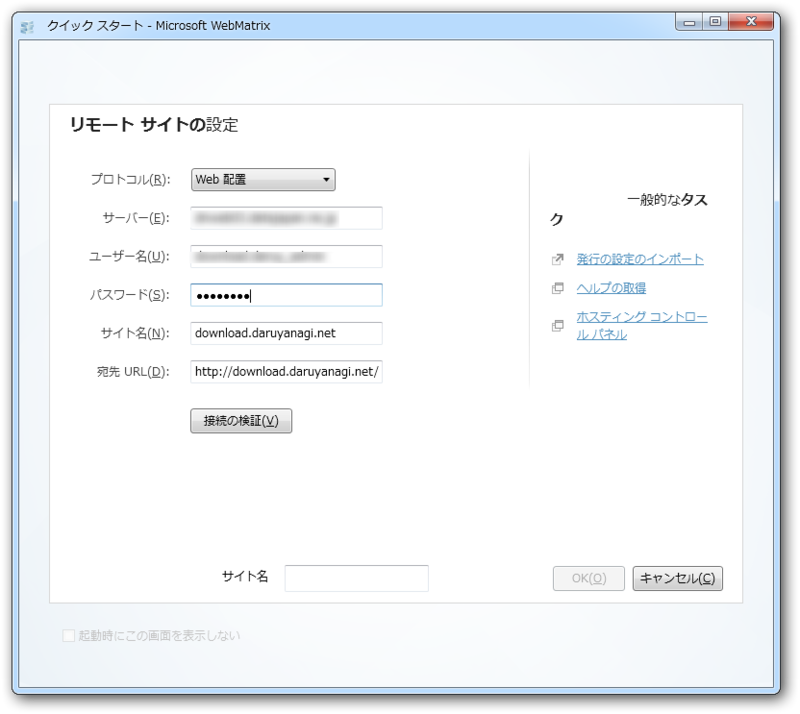 クイック スタート - Microsoft WebMatrix
リモート サイトの設定
プロトコル(R): Web 配置
サーバー(E):
ユーザー名(U):
パスワード(S): ●●●●●●●●
サイト名(N): download.daruyanagi.net
宛先 URL(D): http://download.daruyanagi.net/
接続の検証(V)
一般的なタス
ク
発行の設定のインポート
ヘルプの取得
ホスティング コントロー
ル パネル
サイト名
OK(O) キャンセル(C)
起動時にこの画面を表示しない